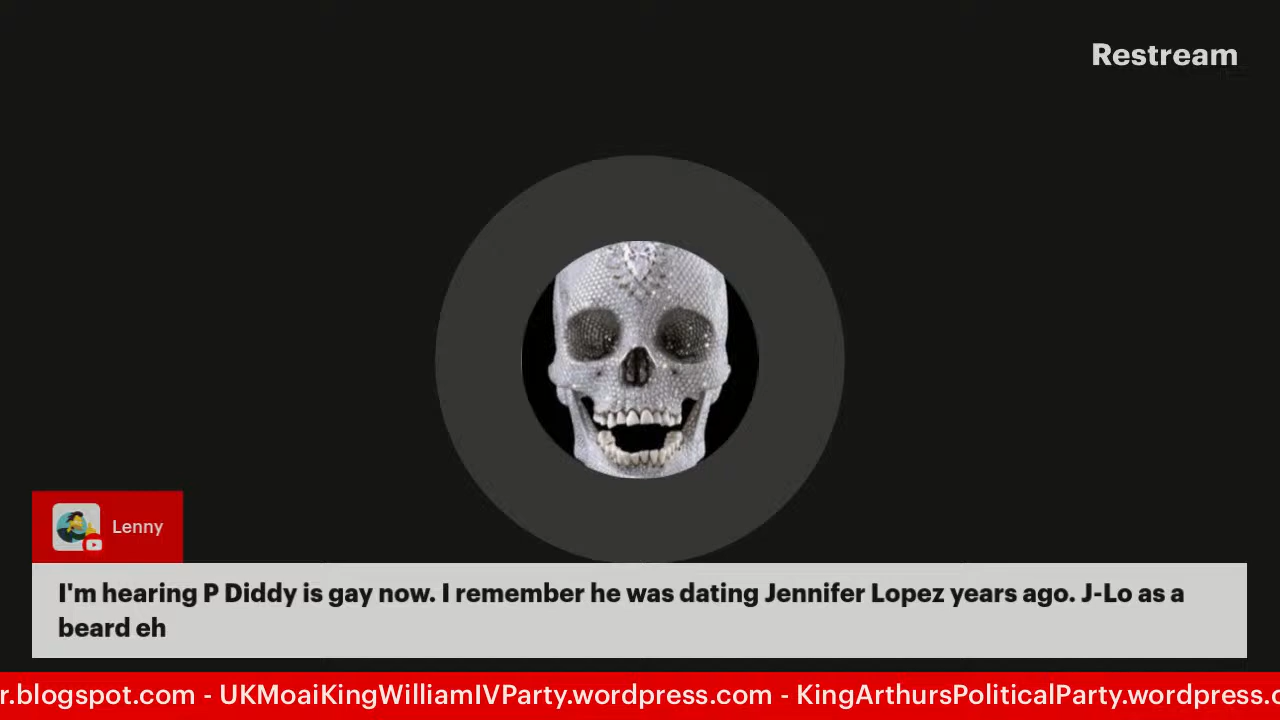 Restream
Lenny
I'm hearing P Diddy is gay now. I remember he was dating Jennifer Lopez years ago. J-Lo as a
beard eh
r.blogspot.com - UKMoaiKingWilliamIVParty.wordpress.com - KingArthursPoliticalParty.wordpress.c